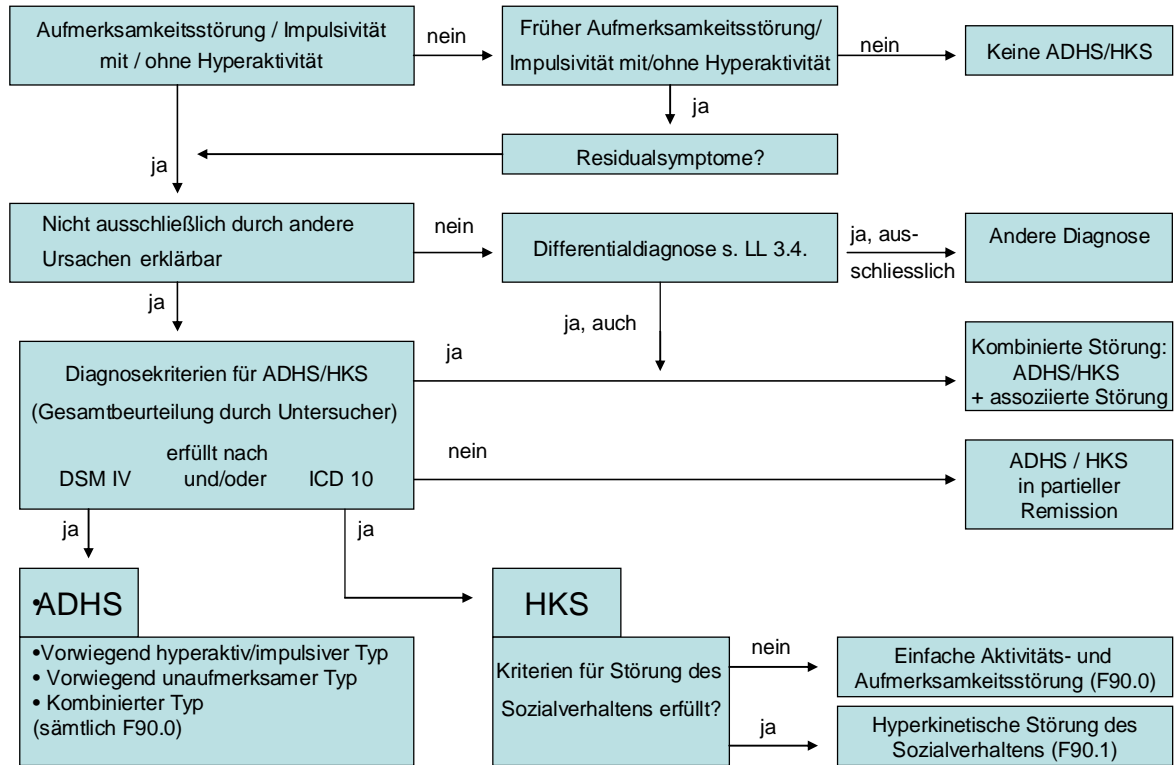 Aufmerksamkeitsstörung / Impulsivität
mit / ohne Hyperaktivität
nein
Früher Aufmerksamkeitsstörung/
Impulsivität mit/ohne Hyperaktivität
nein
Keine ADHS/HKS
ja
ja
Residualsymptome?
Nicht ausschließlich durch andere
Ursachen erklärbar
nein
Differentialdiagnose s. LL 3.4.
ja, aus-
schliesslich
Andere Diagnose
ja
ja, auch
Diagnosekriterien für ADHS/HKS
(Gesamtbeurteilung durch Untersucher)
erfüllt nach
DSM IV und/oder ICD 10
ja
Kombinierte Störung:
ADHS/HKS
+ assoziierte Störung
nein
ADHS / HKS
in partieller
Remission
ja
ja
•ADHS
•Vorwiegend hyperaktiv/impulsiver Typ
• Vorwiegend unaufmerksamer Typ
• Kombinierter Typ
(sämtlich F90.0)
HKS
Kriterien für Störung des
Sozialverhaltens erfüllt?
nein
Einfache Aktivitäts- und
Aufmerksamkeitsstörung (F90.0)
ja
Hyperkinetische Störung des
Sozialverhaltens (F90.1)